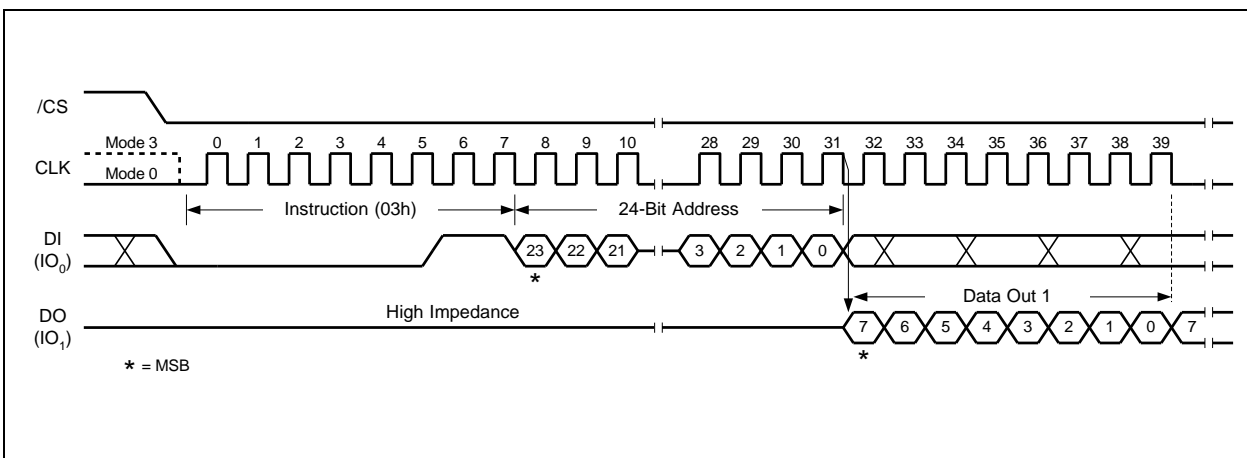 /CS
Mode 3
0 1 2 3 4 5 6 7 8 9 10 28 29 30 31 32 33 34 35 36 37 38 39
CLK
Mode 0
Instruction (03h) 24-Bit Address
DI
(IO0)
23 22 21 3 2 1 0
*
High Impedance
Data Out 1
DO
(IO1)
7 6 5 4 3 2 1 0 7
*
* = MSB